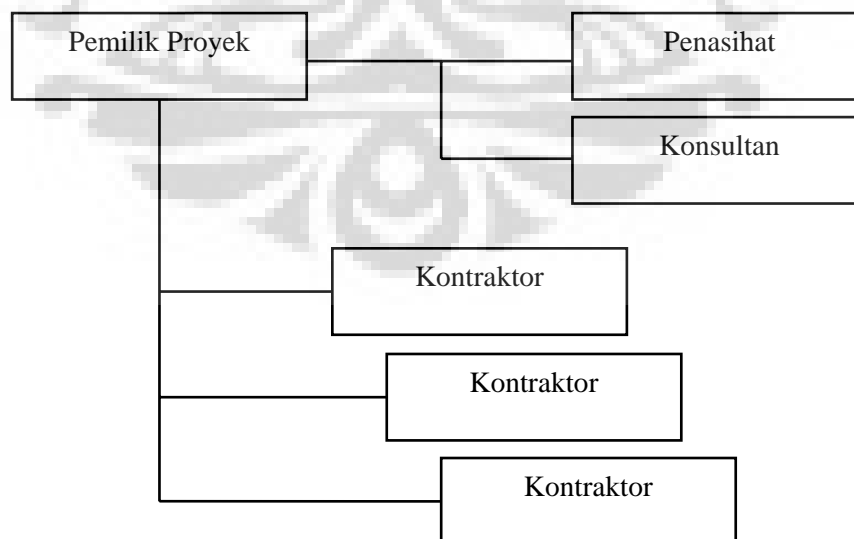 Pemilik Proyek
Penasihat
Konsultan
Kontraktor
Kontraktor
Kontraktor